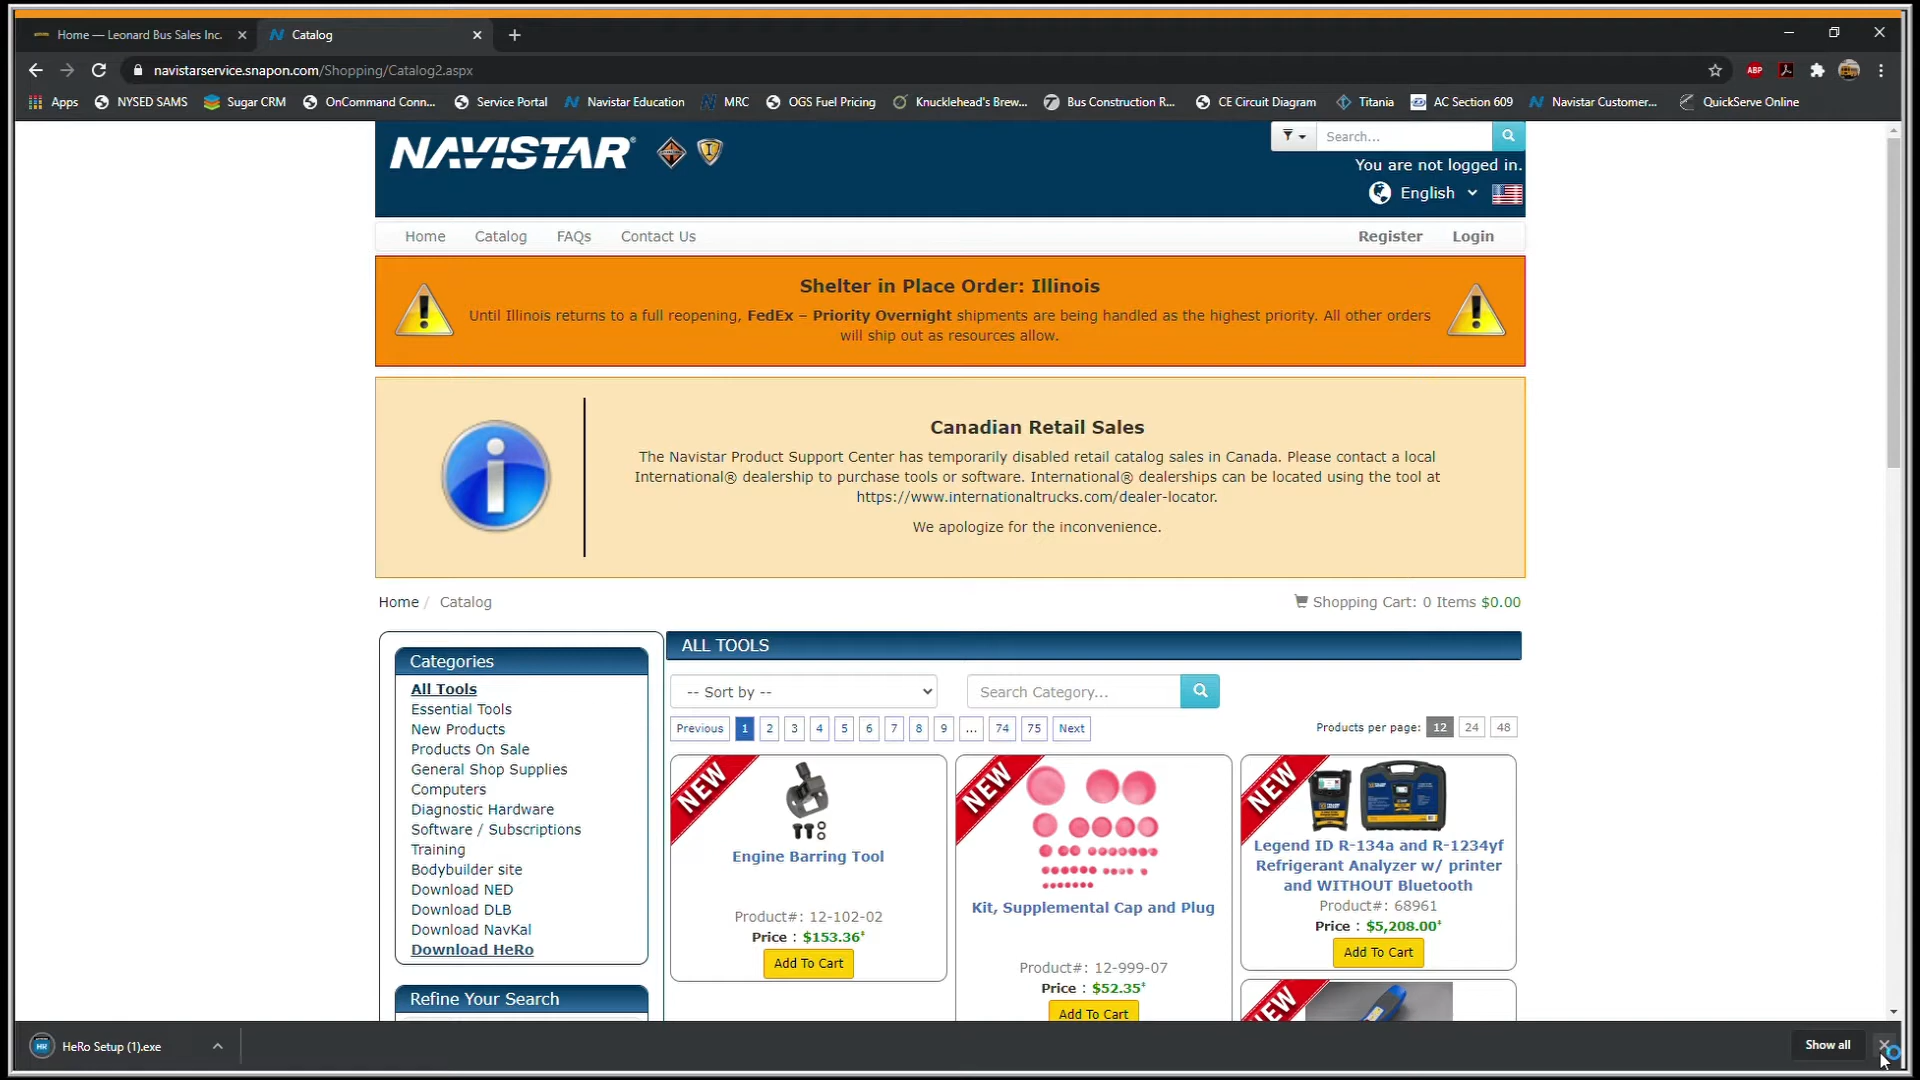 Home — Leonard Bus Sales Inc.
Catalog
navistarservice.snapon.com/Shopping/Catalog2.aspx
ABP
Apps
NYSED SAMS
Sugar CRM
OnCommand Conn...
Service Portal
Navistar Education
MRC
OGS Fuel Pricing
Knucklehead's Brew...
Bus Construction R...
CE Circuit Diagram
Titania
AC Section 609
Navistar Customer...
QuickServe Online
NAVISTAR®
Search...
You are not logged in.
English
Home
Catalog
FAQs
Contact Us
Register
Login
Shelter in Place Order: Illinois
Until Illinois returns to a full reopening, FedEx – Priority Overnight shipments are being handled as the highest priority. All other orders
will ship out as resources allow.
Canadian Retail Sales
The Navistar Product Support Center has temporarily disabled retail catalog sales in Canada. Please contact a local
International® dealership to purchase tools or software. International® dealerships can be located using the tool at
https://www.internationaltrucks.com/dealer-locator.
We apologize for the inconvenience.
Home / Catalog
Shopping Cart: 0 Items $0.00
Categories
All Tools
Essential Tools
New Products
Products On Sale
General Shop Supplies
Computers
Diagnostic Hardware
Software / Subscriptions
Training
Bodybuilder site
Download NED
Download DLB
Download NavKal
Download HeRo
Refine Your Search
ALL TOOLS
-- Sort by --
Search Category...
Previous 1 2 3 4 5 6 7 8 9 ... 74 75 Next
Products per page: 12 24 48
NEW
Engine Barring Tool
Product#: 12-102-02
Price : $153.36‡
Add To Cart
NEW
Kit, Supplemental Cap and Plug
Product#: 12-999-07
Price : $52.35‡
Add To Cart
NEW
Legend ID R-134a and R-1234yf
Refrigerant Analyzer w/ printer
and WITHOUT Bluetooth
Product#: 68961
Price : $5,208.00‡
Add To Cart
NEW
HeRo Setup (1).exe
Show all